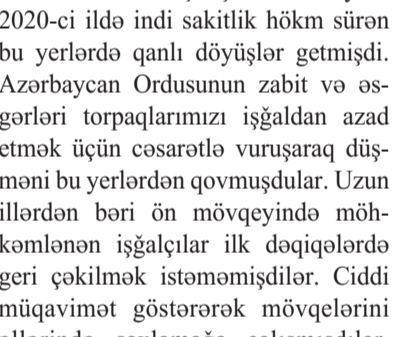 2020-ci ildə indi sakitlik hökm sürən
bu yerlərdə qanlı döyüşlər getmişdi.
Azərbaycan Ordusunun zabit və əs-
gərləri torpaqlarımızı işğaldan azad
etmək üçün cəsarətlə vuruşaraq düş-
məni bu yerlərdən qovmuşdular. Uzun
illərdən bəri ön mövqeyində möh-
kəmlənən işğalçılar ilk dəqiqələrdə
geri çəkilmək istəməmişdilər. Ciddi
müqavimət göstərərək mövqelərini